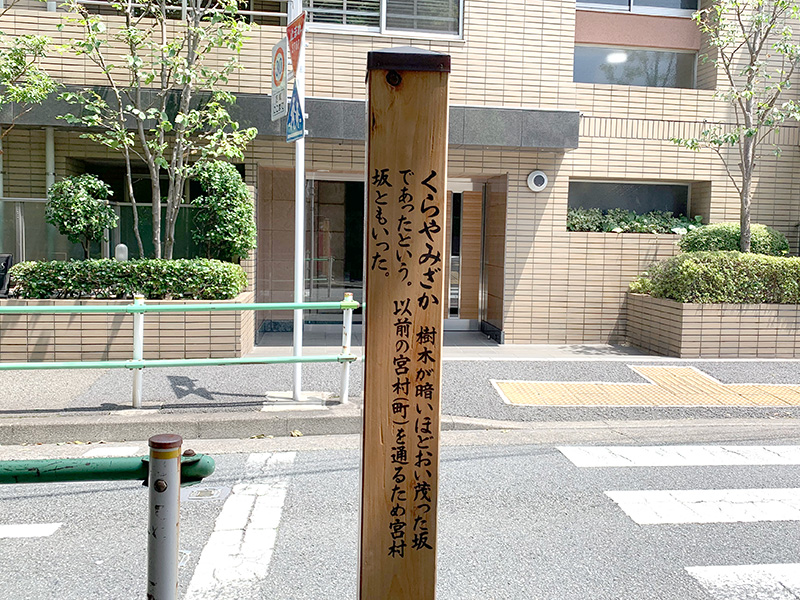 くらやみざか 樹木が暗いほどおい茂った坂
であったという。以前の宮村(町)を通るため宮村
坂ともいった。